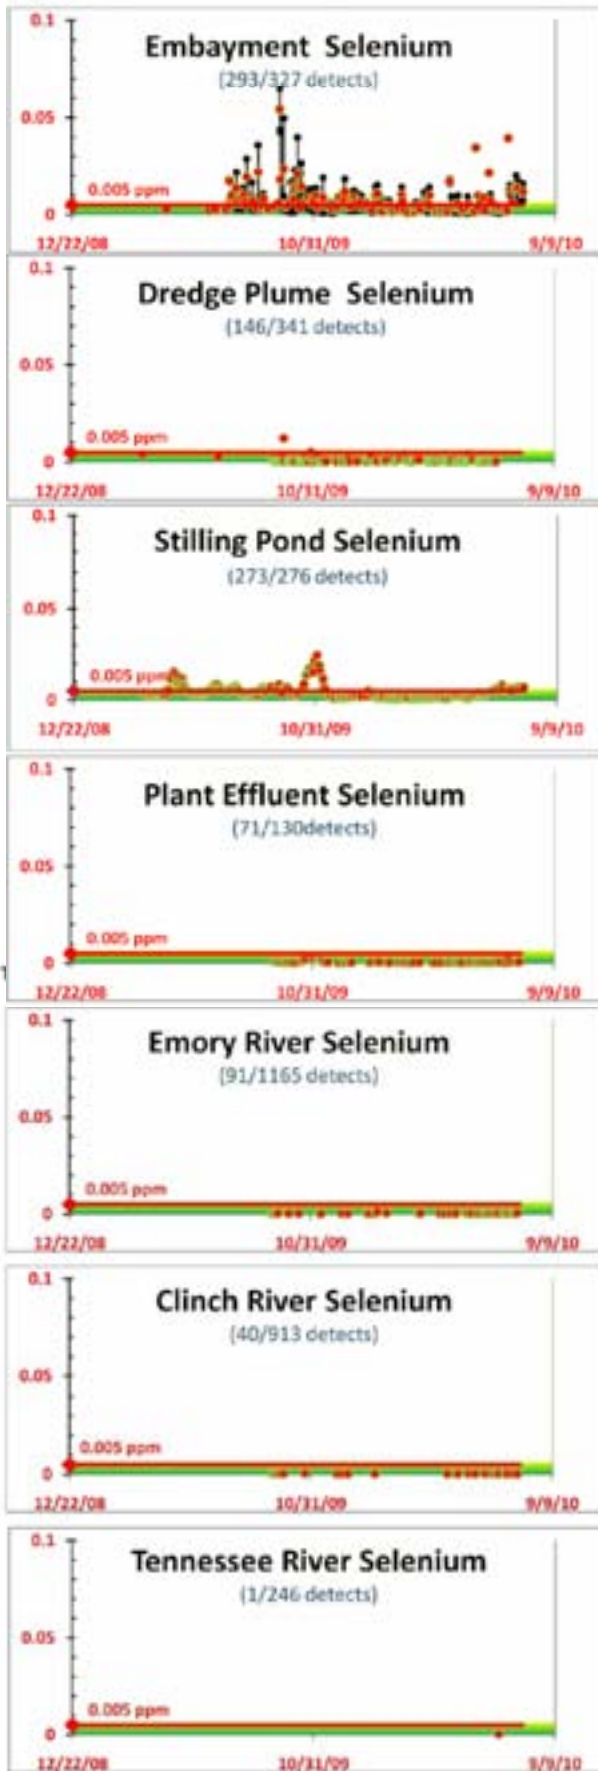 0.1
Embayment Selenium
(293/327 detects)
0.05
0.005 ppm
0
12/22/08 10/31/09 9/9/10
0.1
Dredge Plume Selenium
(146/341 detects)
0.05
0.005 ppm
0
12/22/08 10/31/09 9/9/10
0.1
Stilling Pond Selenium
(273/276 detects)
0.05
0.005 ppm
0
12/22/08 10/31/09 9/9/10
0.1
Plant Effluent Selenium
(71/130detects)
0.05
0.005 ppm
0
12/22/08 10/31/09 9/9/10
0.1
Emory River Selenium
(91/1165 detects)
0.05
0.005 ppm
0
12/22/08 10/31/09 9/9/10
0.1
Clinch River Selenium
(40/913 detects)
0.05
0.005 ppm
0
12/22/08 10/31/09 9/9/10
0.1
Tennessee River Selenium
(1/246 detects)
0.05
0.005 ppm
0
12/22/08 10/31/09 9/9/10